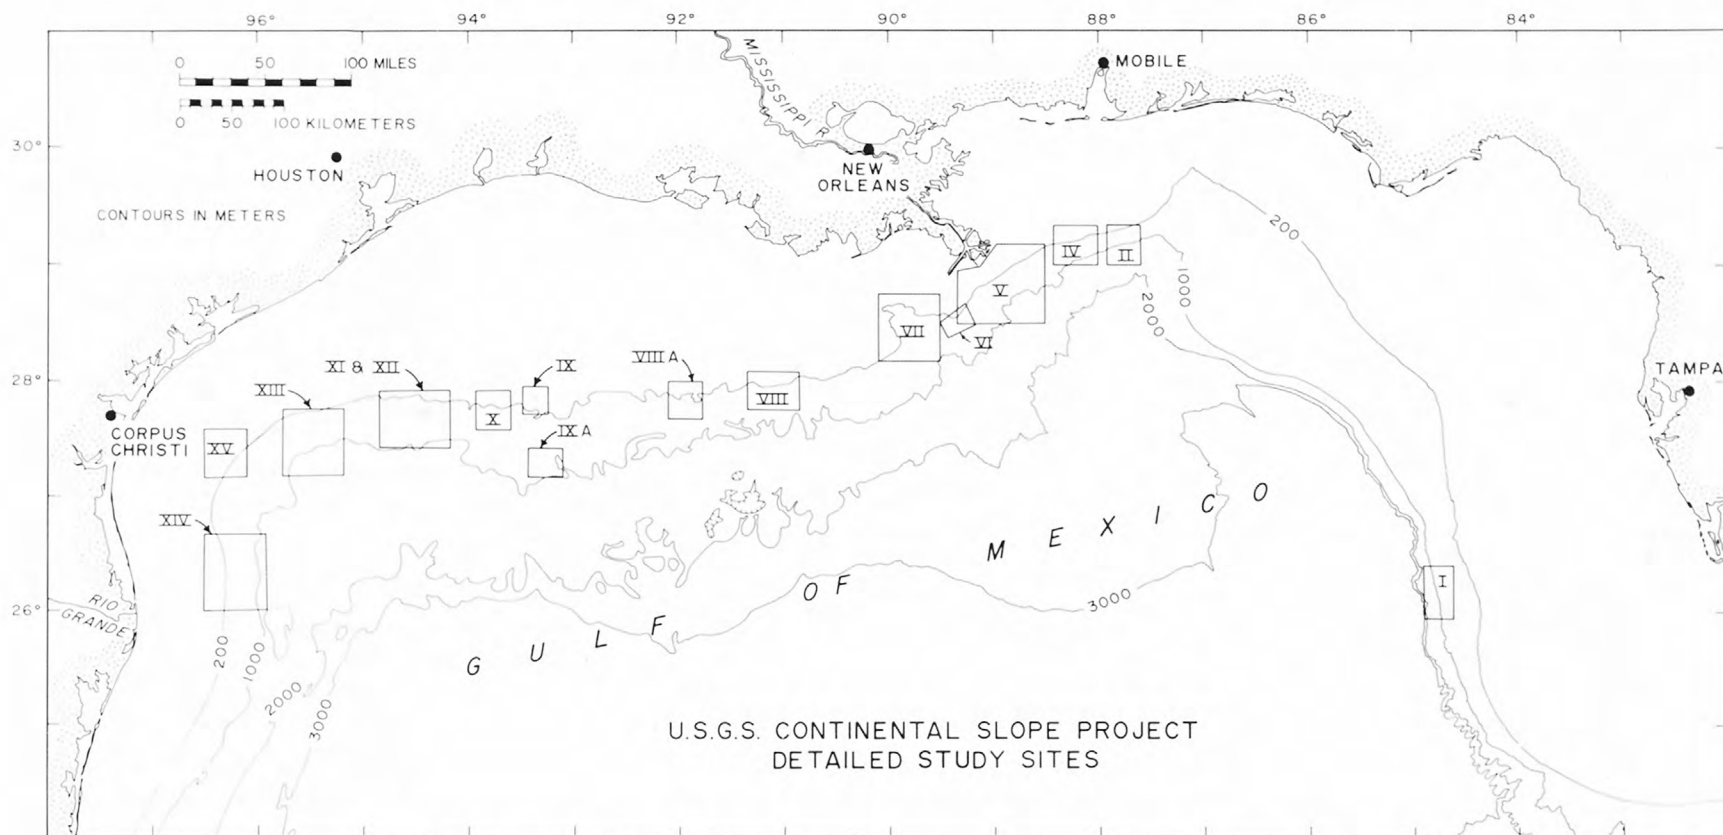 96° 94° 92° 90° 88° 86° 84°
0 50 100 MILES
0 50 100 KILOMETERS
MISSISSIPPI R.
MOBILE
30°
HOUSTON
NEW
ORLEANS
CONTOURS IN METERS
200
IV
II
1000
V
2000
VII
VI
28°
XI & XII
IX
VIII A
TAMPA
XIII
VIII
X
CORPUS
CHRISTI
XV
IX A
XIV
GULF OF MEXICO
I
26°
RIO
GRANDE
3000
200
1000
2000
3000
U.S.G.S. CONTINENTAL SLOPE PROJECT
DETAILED STUDY SITES